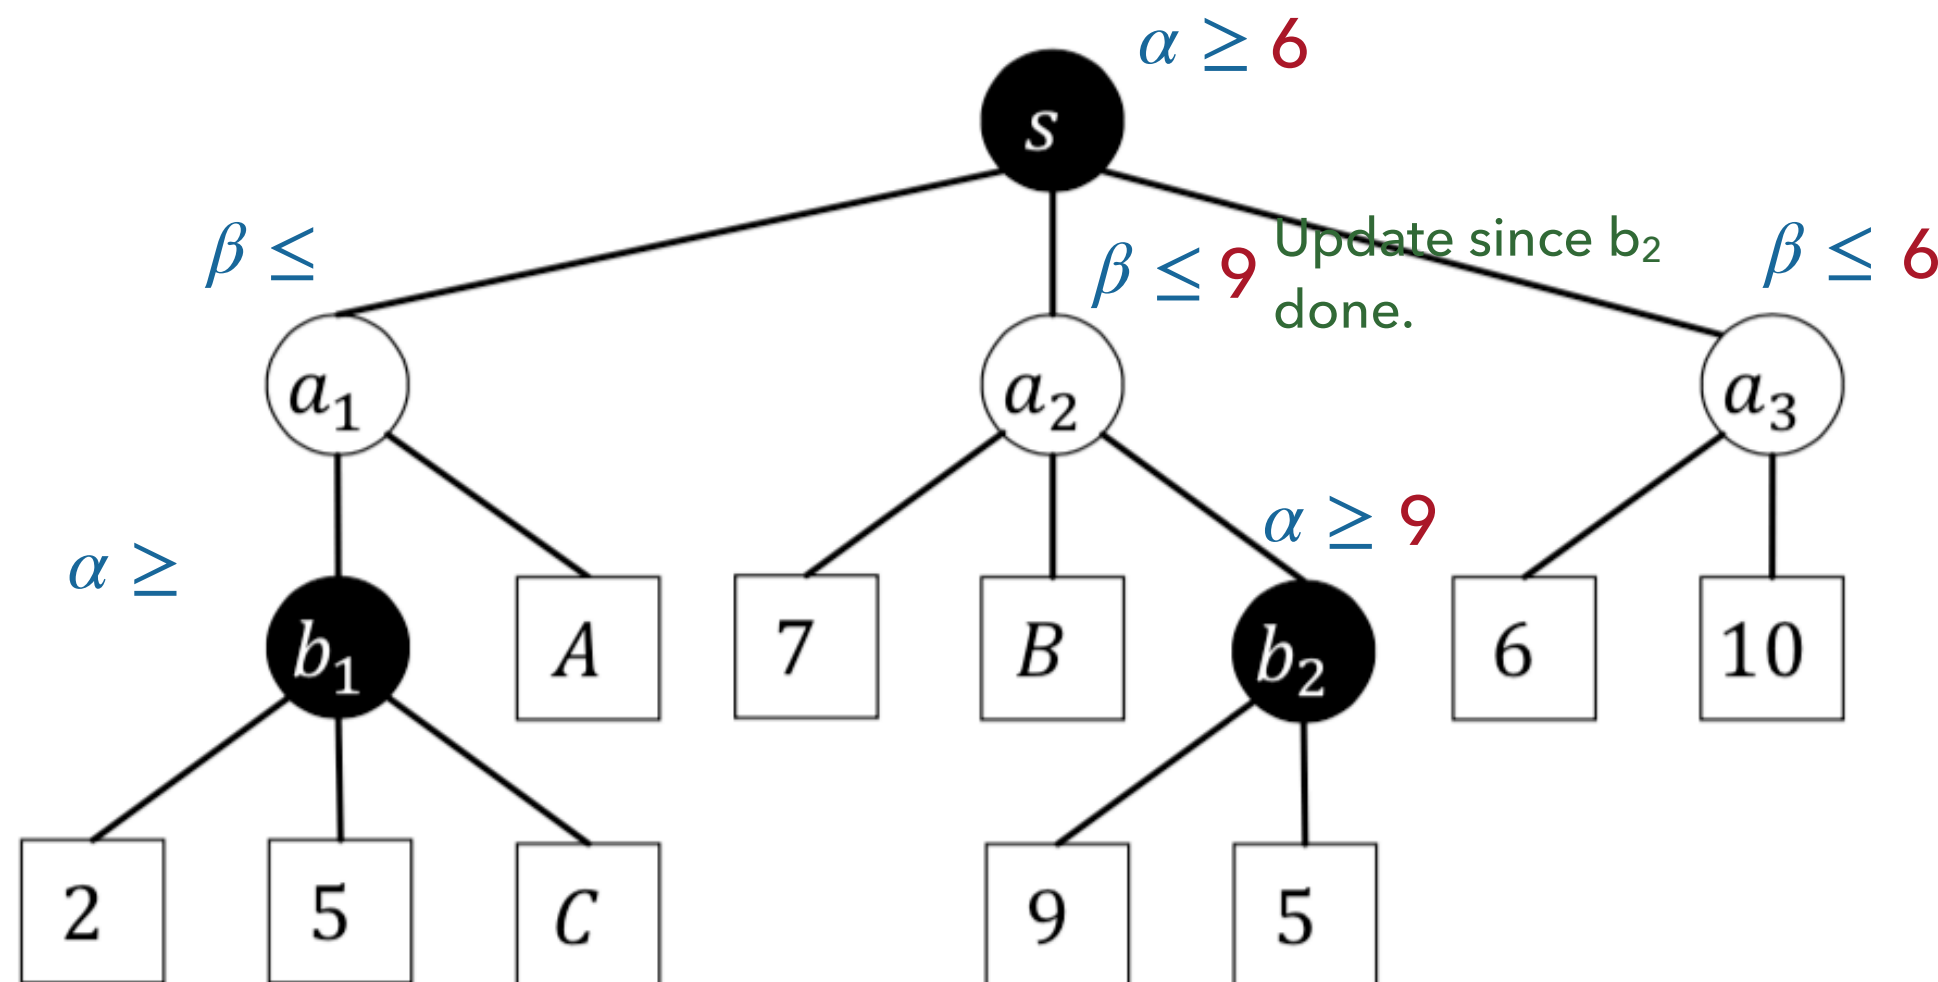 α ≥ 6
s
β ≤
β ≤ 9
Update since b₂
done.
β ≤ 6
a₁
a₂
a₃
α ≥
α ≥ 9
b₁
A
7
B
b₂
6
10
2
5
C
9
5